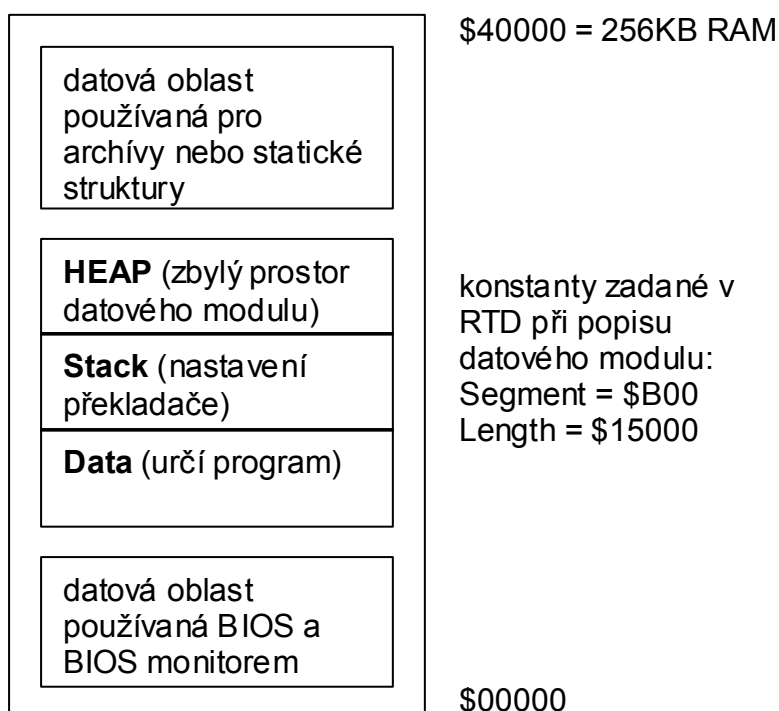 $40000 = 256KB RAM
datová oblast
používaná pro
archívy nebo statické
struktury
HEAP (zbylý prostor
datového modulu)
Stack (nastavení
překladače)
Data (určí program)
konstanty zadané v
RTD při popisu
datového modulu:
Segment = $B00
Length = $15000
datová oblast
používaná BIOS a
BIOS monitorem
$00000